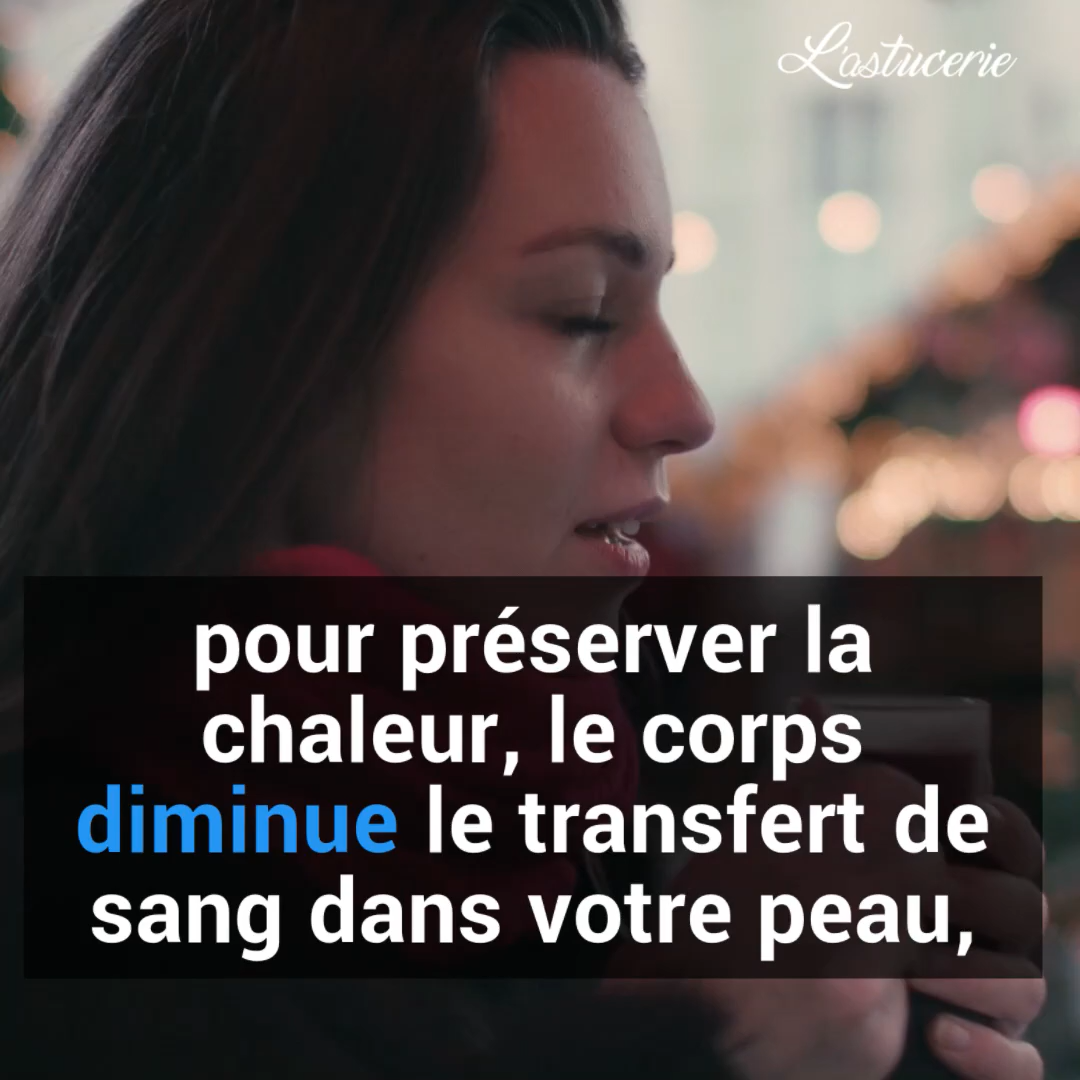 L'astucerie
pour préserver la
chaleur, le corps
diminue le transfert de
sang dans votre peau,